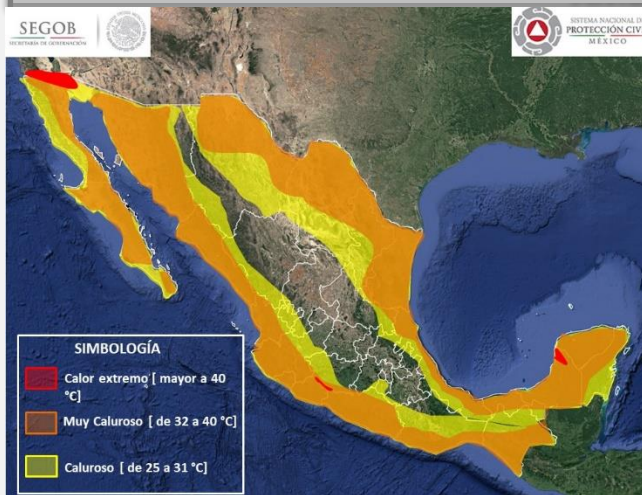 SEGOB
SECRETARÍA DE GOBERNACIÓN
SISTEMA NACIONAL DE
PROTECCIÓN CIVI
MÉXICO
SIMBOLOGÍA
Calor extremo [ mayor a 40
°C]
Muy Caluroso [ de 32 a 40 °C]
Caluroso [ de 25 a 31 °C]